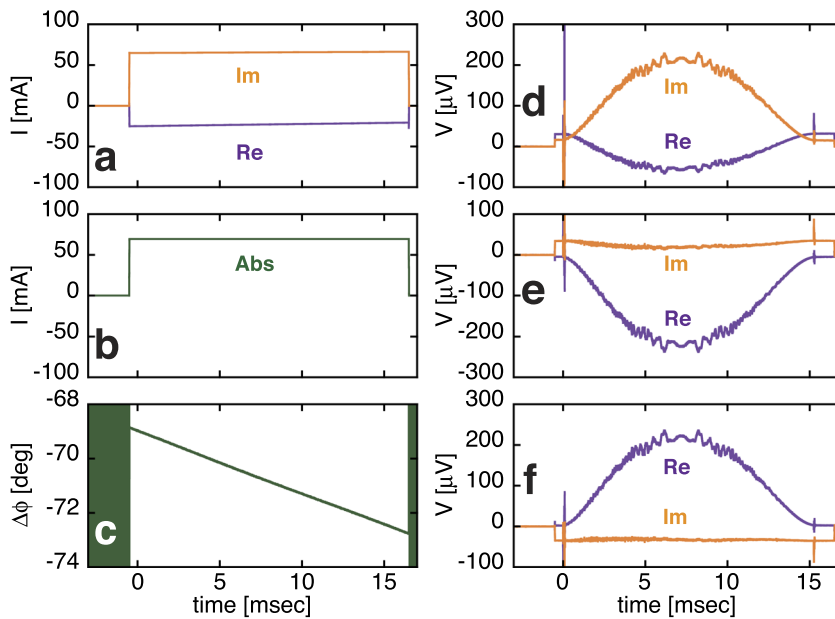 100
50
0
-50
-100
I [mA]
Im
Re
a
100
50
0
-50
-100
I [mA]
Abs
b
-68
-70
-72
-74
Δϕ [deg]
c
0 5 10 15
time [msec]
300
200
100
0
-100
V [μV]
Im
Re
d
100
0
-100
-200
-300
V [μV]
Im
Re
e
300
200
100
0
-100
V [μV]
Re
Im
f
0 5 10 15
time [msec]